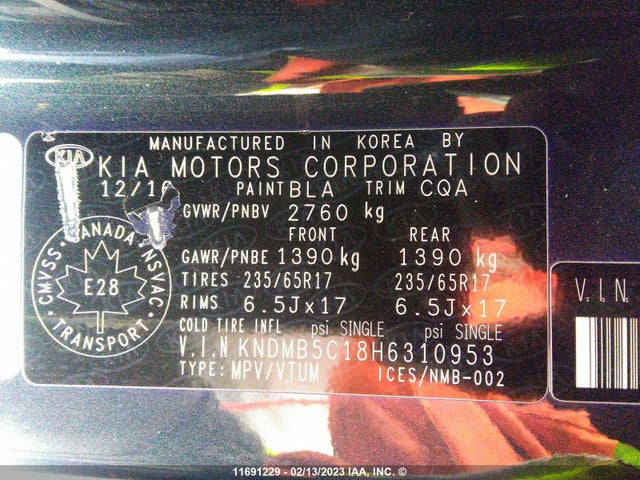 MANUFACTURED IN KOREA BY
KIA KIA MOTORS CORPORATION
12/16 PAINT BLA TRIM CQA
GVWR/PNBV 2760 kg
FRONT REAR
GAWR/PNBE 1390 kg 1390 kg
TIRES 235/65R17 235/65R17
RIMS 6.5Jx17 6.5Jx17
COLD TIRE INFL psi SINGLE psi SINGLE
V.I.N KNDMB5C18H6310953
TYPE: MPV/VTUM ICES/NMB-002
CANADA
CMVSS. NSVAC.
E28
TRANSPORT
V.I.N
11691229 - 02/13/2023 IAA, INC. ©